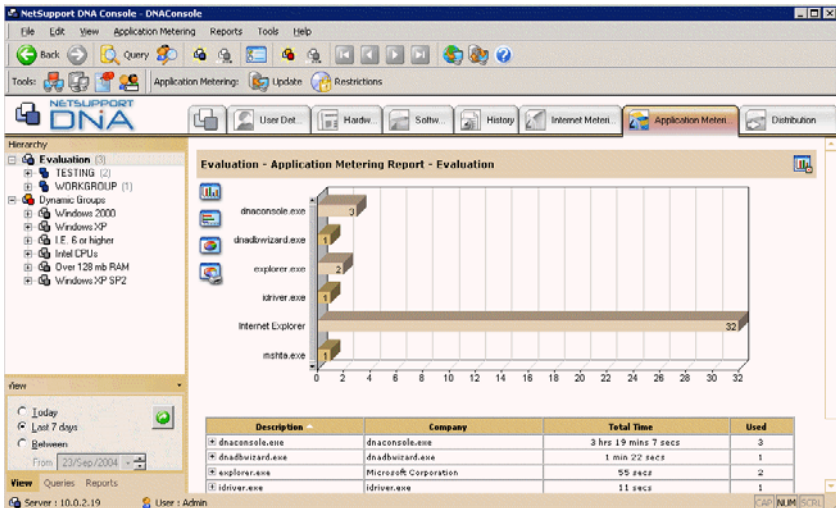 NetSupport DNA Console - DNAConsole
File Edit View Application Metering Reports Tools Help
Back Query
Tools: Application Metering: Update Restrictions
NETSUPPORT
DNA
User Det... Hardw... Softw... History Internet Meteri... Application Meteri... Distribution
Hierarchy
Evaluation (3)
TESTING (2)
WORKGROUP (1)
Dynamic Groups
Windows 2000
Windows XP
I.E. 6 or higher
Intel CPUs
Over 128 mb RAM
Windows XP SP2
Evaluation - Application Metering Report - Evaluation
dnaconsole.exe 3
dnadbwizard.exe 1
explorer.exe 2
idriver.exe 1
Internet Explorer 32
mshta.exe 1
0 2 4 6 8 10 12 14 16 18 20 22 24 26 28 30 32
View
Today
Last 7 days
Between
From 23/Sep/2004
View Queries Reports
Description Company Total Time Used
dnaconsole.exe dnaconsole.exe 3 hrs 19 mins 7 secs 3
dnadbwizard.exe dnadbwizard.exe 1 min 22 secs 1
explorer.exe Microsoft Corporation 55 secs 2
idriver.exe idriver.exe 11 secs 1
Server : 10.0.2.19 User : Admin CAP NUM SCRL